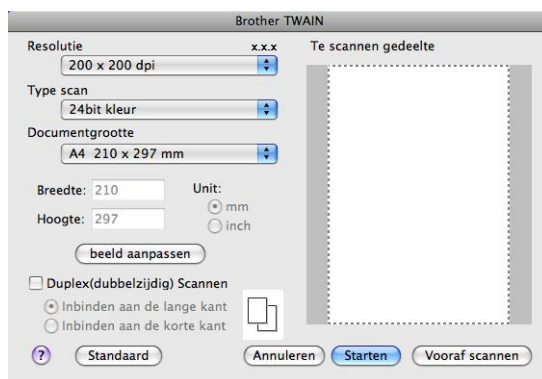 Brother TWAIN
Resolutie x.x.x
200 x 200 dpi
Type scan
24bit kleur
Documentgrootte
A4 210 x 297 mm
Breedte: 210
Hoogte: 297
Unit:
mm
inch
beeld aanpassen
Duplex(dubbelzijdig) Scannen
Inbinden aan de lange kant
Inbinden aan de korte kant
Te scannen gedeelte
? Standaard Annuleren Starten Vooraf scannen